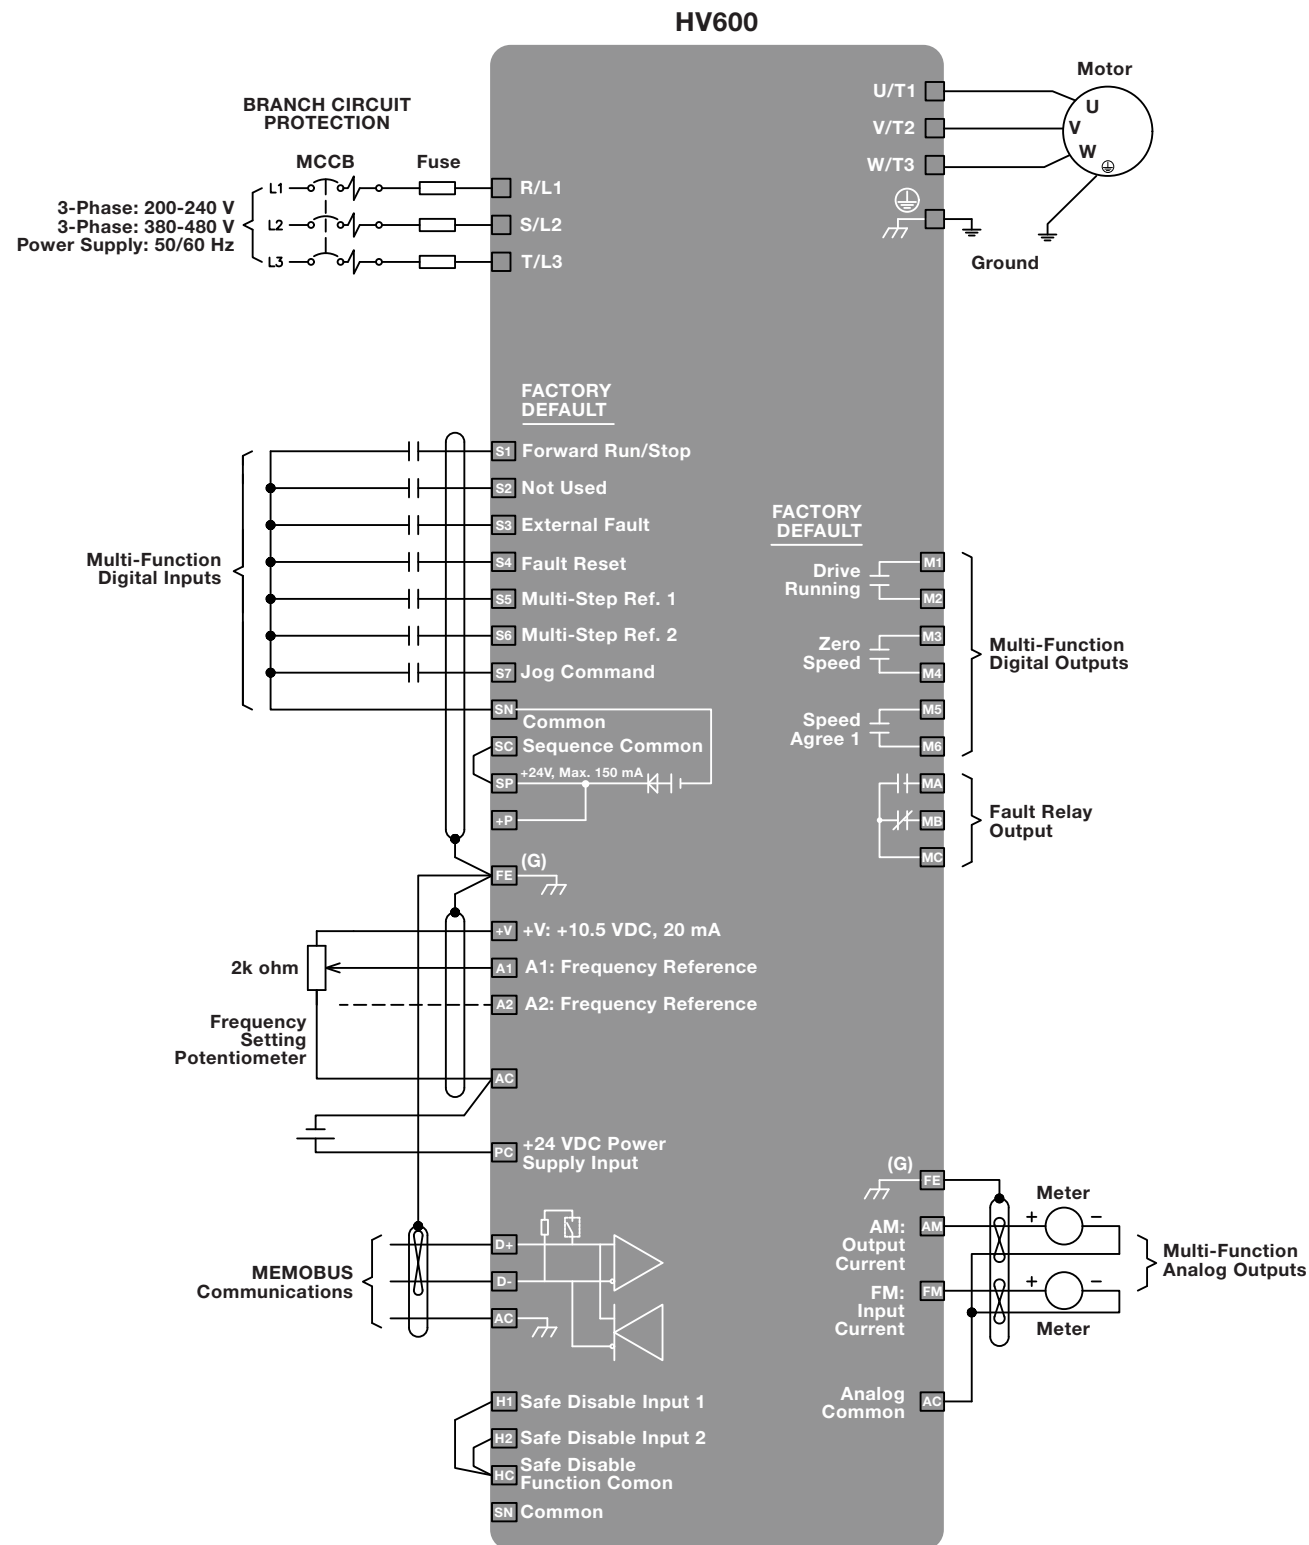 HV600
BRANCH CIRCUIT
PROTECTION
MCCB
Fuse
L1
L2
L3
3-Phase: 200-240 V
3-Phase: 380-480 V
Power Supply: 50/60 Hz
R/L1
S/L2
T/L3
U/T1
V/T2
W/T3
Motor
U
V
W
Ground
FACTORY
DEFAULT
Multi-Function
Digital Inputs
S1 Forward Run/Stop
S2 Not Used
S3 External Fault
S4 Fault Reset
S5 Multi-Step Ref. 1
S6 Multi-Step Ref. 2
S7 Jog Command
SN
Common
SC Sequence Common
SP +24V, Max. 150 mA
+P
FE (G)
FACTORY
DEFAULT
Drive
Running
M1
M2
Zero
Speed
M3
M4
Speed
Agree 1
M5
M6
Multi-Function
Digital Outputs
MA
MB
MC
Fault Relay
Output
+V +V: +10.5 VDC, 20 mA
2k ohm
A1 A1: Frequency Reference
A2 A2: Frequency Reference
Frequency
Setting
Potentiometer
AC
PC +24 VDC Power
Supply Input
MEMOBUS
Communications
D+
D-
AC
(G) FE
AM:
Output
Current
AM
+ Meter −
FM:
Input
Current
FM
+ −
Meter
Multi-Function
Analog Outputs
Analog
Common
AC
H1 Safe Disable Input 1
H2 Safe Disable Input 2
HC Safe Disable
Function Comon
SN Common